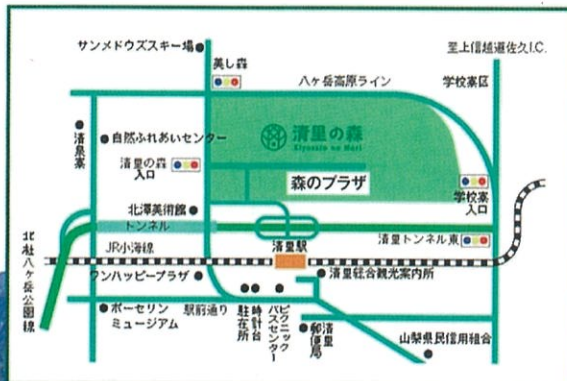 サンメドウズスキー場
至上信越道佐久I.C.
美し森
八ヶ岳高原ライン
学校寮区
清泉寮
自然ふれあいセンター
清里の森
Kiyosato no Mori
清里の森
入口
森のプラザ
学校寮
入口
北澤美術館
トンネル
清里駅
清里トンネル東
北杜八ヶ岳公園線
JR小海線
ワンハッピープラザ
清里総合観光案内所
ポーセリン
ミュージアム
駅前通り
駐在所
時計台
ピクニック
バスセンター
清里
郵便局
山梨県民信用組合